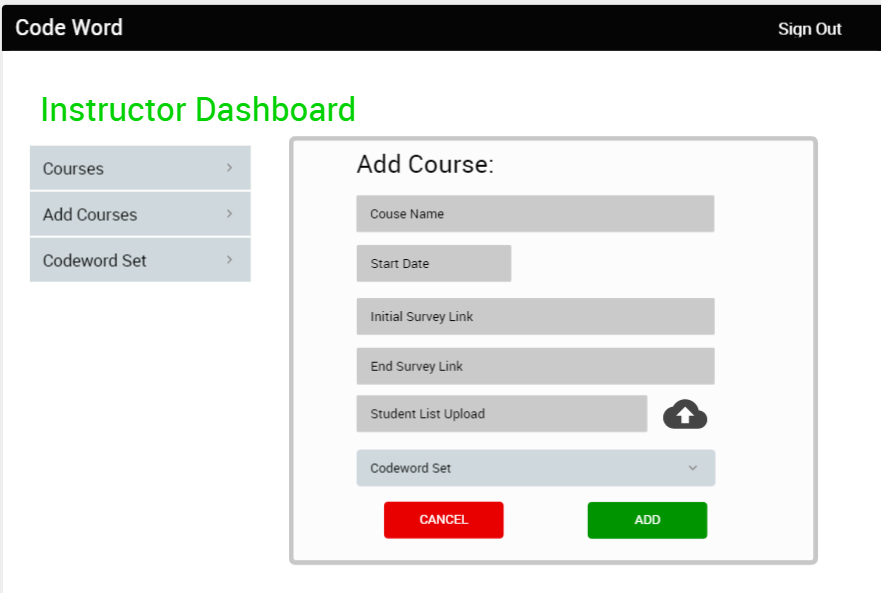 Code Word
Sign Out
Instructor Dashboard
Courses
Add Courses
Codeword Set
Add Course:
Couse Name
Start Date
Initial Survey Link
End Survey Link
Student List Upload
Codeword Set
CANCEL
ADD